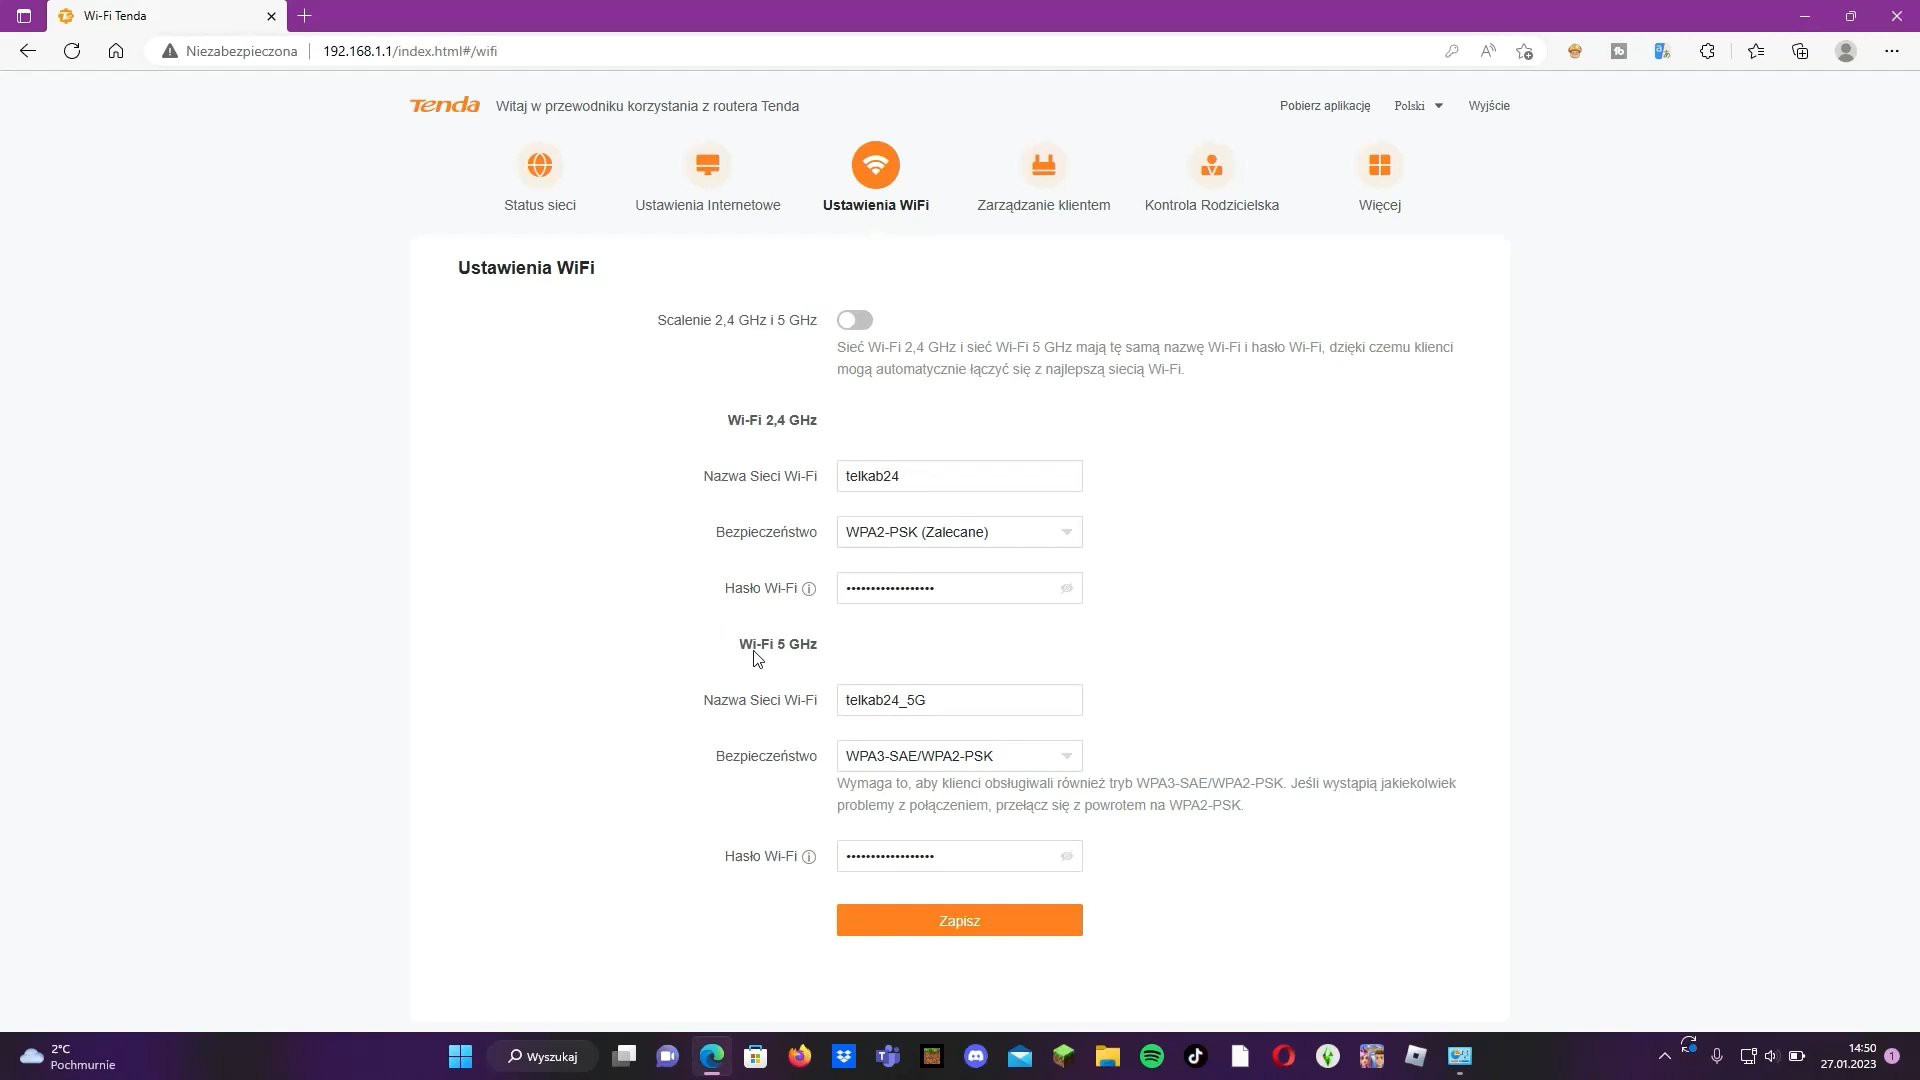 Wi-Fi Tenda
Niezabezpieczona
192.168.1.1/index.html#/wifi
Tenda
Witaj w przewodniku korzystania z routera Tenda
Pobierz aplikację
Polski
Wyjście
Status sieci
Ustawienia Internetowe
Ustawienia WiFi
Zarządzanie klientem
Kontrola Rodzicielska
Więcej
Ustawienia WiFi
Scalenie 2,4 GHz i 5 GHz
Sieć Wi-Fi 2,4 GHz i sieć Wi-Fi 5 GHz mają tę samą nazwę Wi-Fi i hasło Wi-Fi, dzięki czemu klienci
mogą automatycznie łączyć się z najlepszą siecią Wi-Fi.
Wi-Fi 2,4 GHz
Nazwa Sieci Wi-Fi
telkab24
Bezpieczeństwo
WPA2-PSK (Zalecane)
Hasło Wi-Fi
••••••••••••••••••
Wi-Fi 5 GHz
Nazwa Sieci Wi-Fi
telkab24_5G
Bezpieczeństwo
WPA3-SAE/WPA2-PSK
Wymaga to, aby klienci obsługiwali również tryb WPA3-SAE/WPA2-PSK. Jeśli wystąpią jakiekolwiek
problemy z połączeniem, przełącz się z powrotem na WPA2-PSK.
Hasło Wi-Fi
••••••••••••••••••
Zapisz
2°C
Pochmurnie
Wyszukaj
14:50
27.01.2023
1